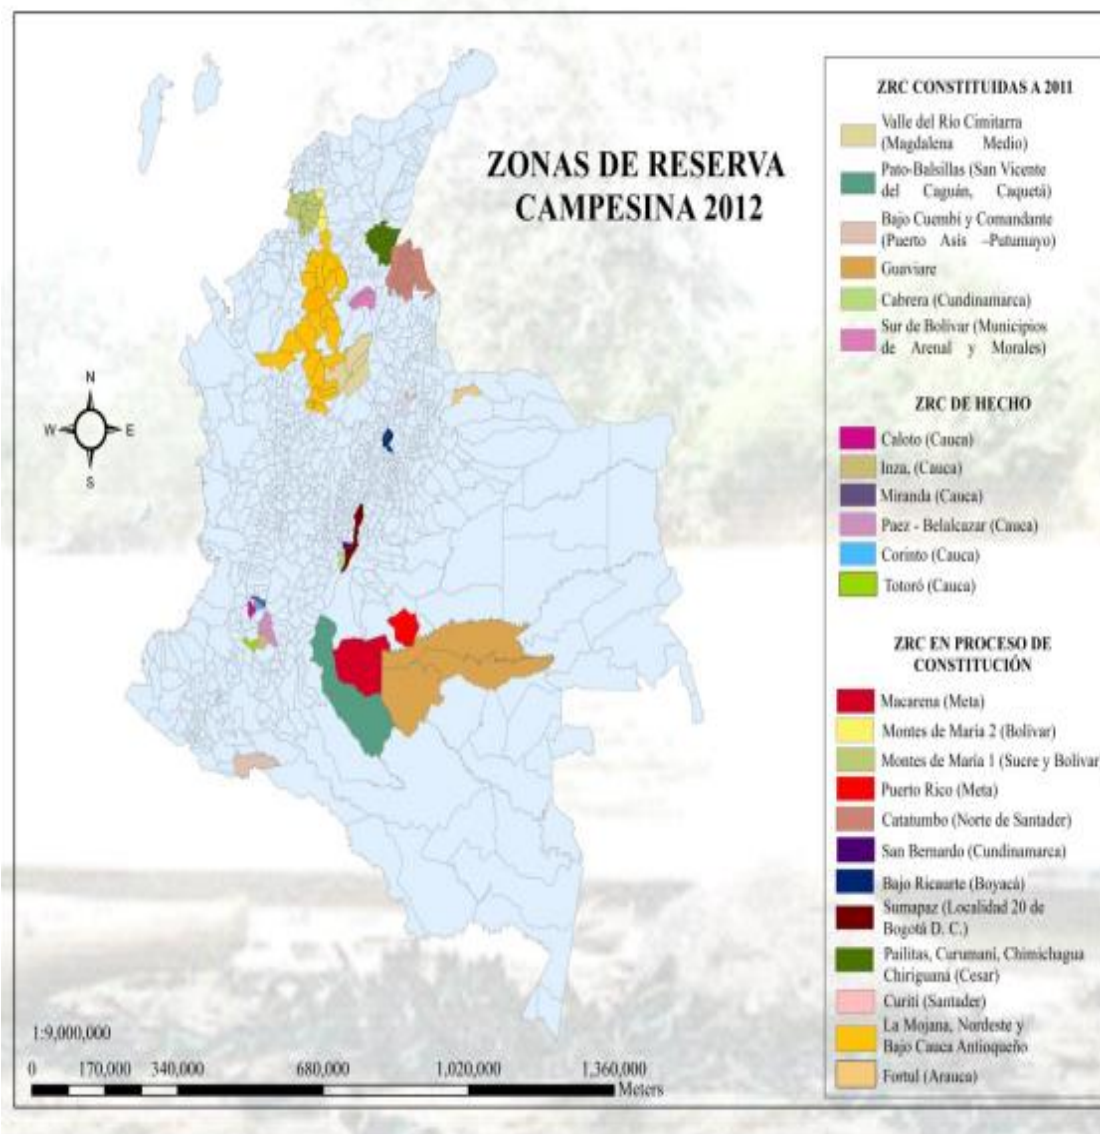 ZONAS DE RESERVA
CAMPESINA 2012
N
W
E
S
1:9,000,000
0 170,000 340,000 680,000 1,020,000 1,360,000
Meters
ZRC CONSTITUIDAS A 2011
Valle del Río Cimitarra
(Magdalena Medio)
Pato-Balsillas (San Vicente
del Caguán, Caquetá)
Bajo Cuembí y Comandante
(Puerto Asís –Putumayo)
Guaviare
Cabrera (Cundinamarca)
Sur de Bolívar (Municipios
de Arenal y Morales)
ZRC DE HECHO
Caloto (Cauca)
Inza, (Cauca)
Miranda (Cauca)
Paez - Belalcazar (Cauca)
Corinto (Cauca)
Totoró (Cauca)
ZRC EN PROCESO DE
CONSTITUCIÓN
Macarena (Meta)
Montes de María 2 (Bolívar)
Montes de María 1 (Sucre y Bolívar
Puerto Rico (Meta)
Catatumbo (Norte de Santader)
San Bernardo (Cundinamarca)
Bajo Ricaurte (Boyacá)
Sumapaz (Localidad 20 de
Bogotá D. C.)
Pailitas, Curumaní, Chimichagua
Chiriguaná (Cesar)
Curití (Santader)
La Mojana, Nordeste y
Bajo Cauca Antioqueño
Fortul (Arauca)